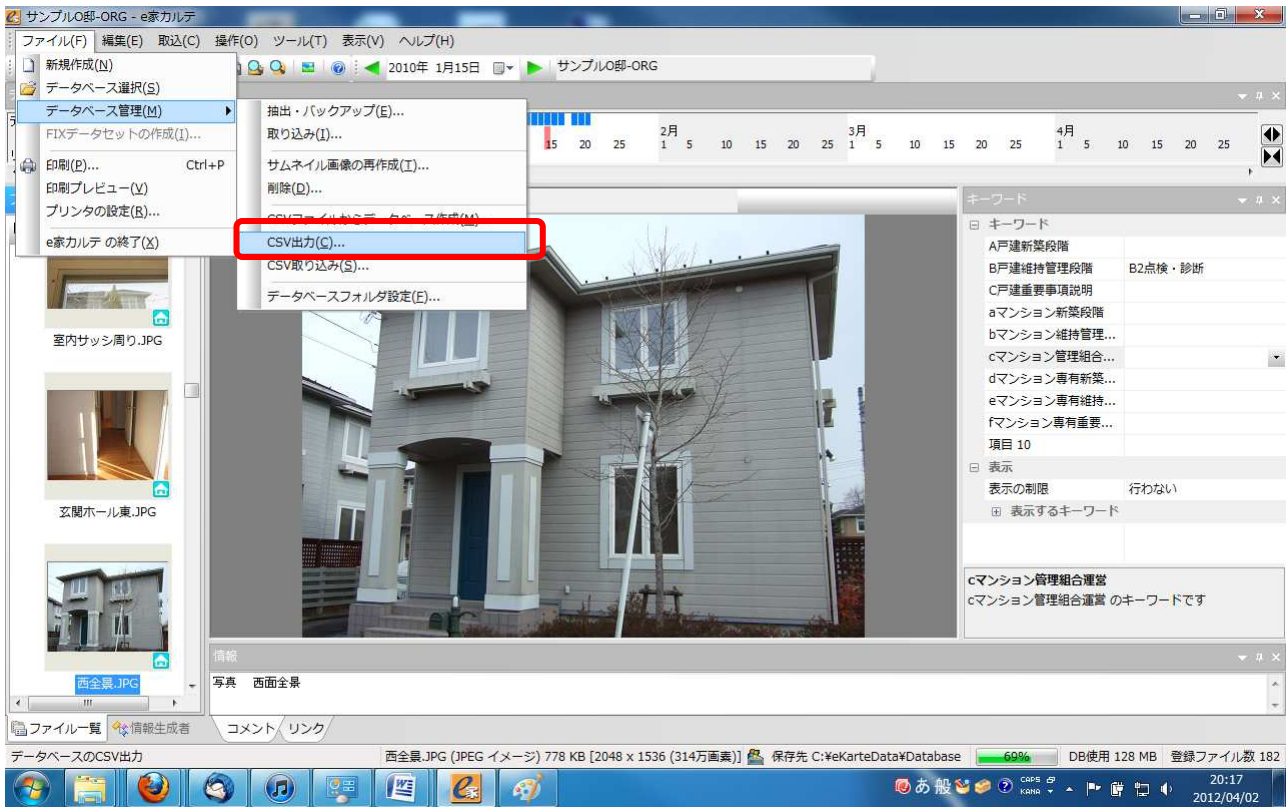 サンプルO邸-ORG - e家カルテ
ファイル(F) 編集(E) 取込(C) 操作(O) ツール(T) 表示(V) ヘルプ(H)
2010年 1月15日 サンプルO邸-ORG
新規作成(N)
データベース選択(S)
データベース管理(M)
FIXデータセットの作成(I)...
印刷(P)... Ctrl+P
印刷プレビュー(V)
プリンタの設定(R)...
e家カルテ の終了(X)
抽出・バックアップ(E)...
取り込み(I)...
サムネイル画像の再作成(T)...
削除(D)...
CSVファイルからデータベース作成(M)...
CSV出力(C)...
CSV取り込み(S)...
データベースフォルダ設定(F)...
2月 3月 4月
15 20 25 1 5 10 15 20 25 1 5 10 15 20 25 1 5 10 15 20 25
室内サッシ周り.JPG
玄関ホール東.JPG
西全景.JPG
キーワード
キーワード
A戸建新築段階
B戸建維持管理段階 B2点検・診断
C戸建重要事項説明
aマンション新築段階
bマンション維持管理...
cマンション管理組合...
dマンション専有新築...
eマンション専有維持...
fマンション専有重要...
項目 10
表示
表示の制限 行わない
表示するキーワード
cマンション管理組合運営
cマンション管理組合運営 のキーワードです
情報
写真 西面全景
ファイル一覧 情報生成者 コメント リンク
データベースのCSV出力 西全景.JPG (JPEG イメージ) 778 KB [2048 x 1536 (314万画素)] 保存先 C:¥eKarteData¥Database 69% DB使用 128 MB 登録ファイル数 182
あ 般 CAPS KANA 20:17
2012/04/02